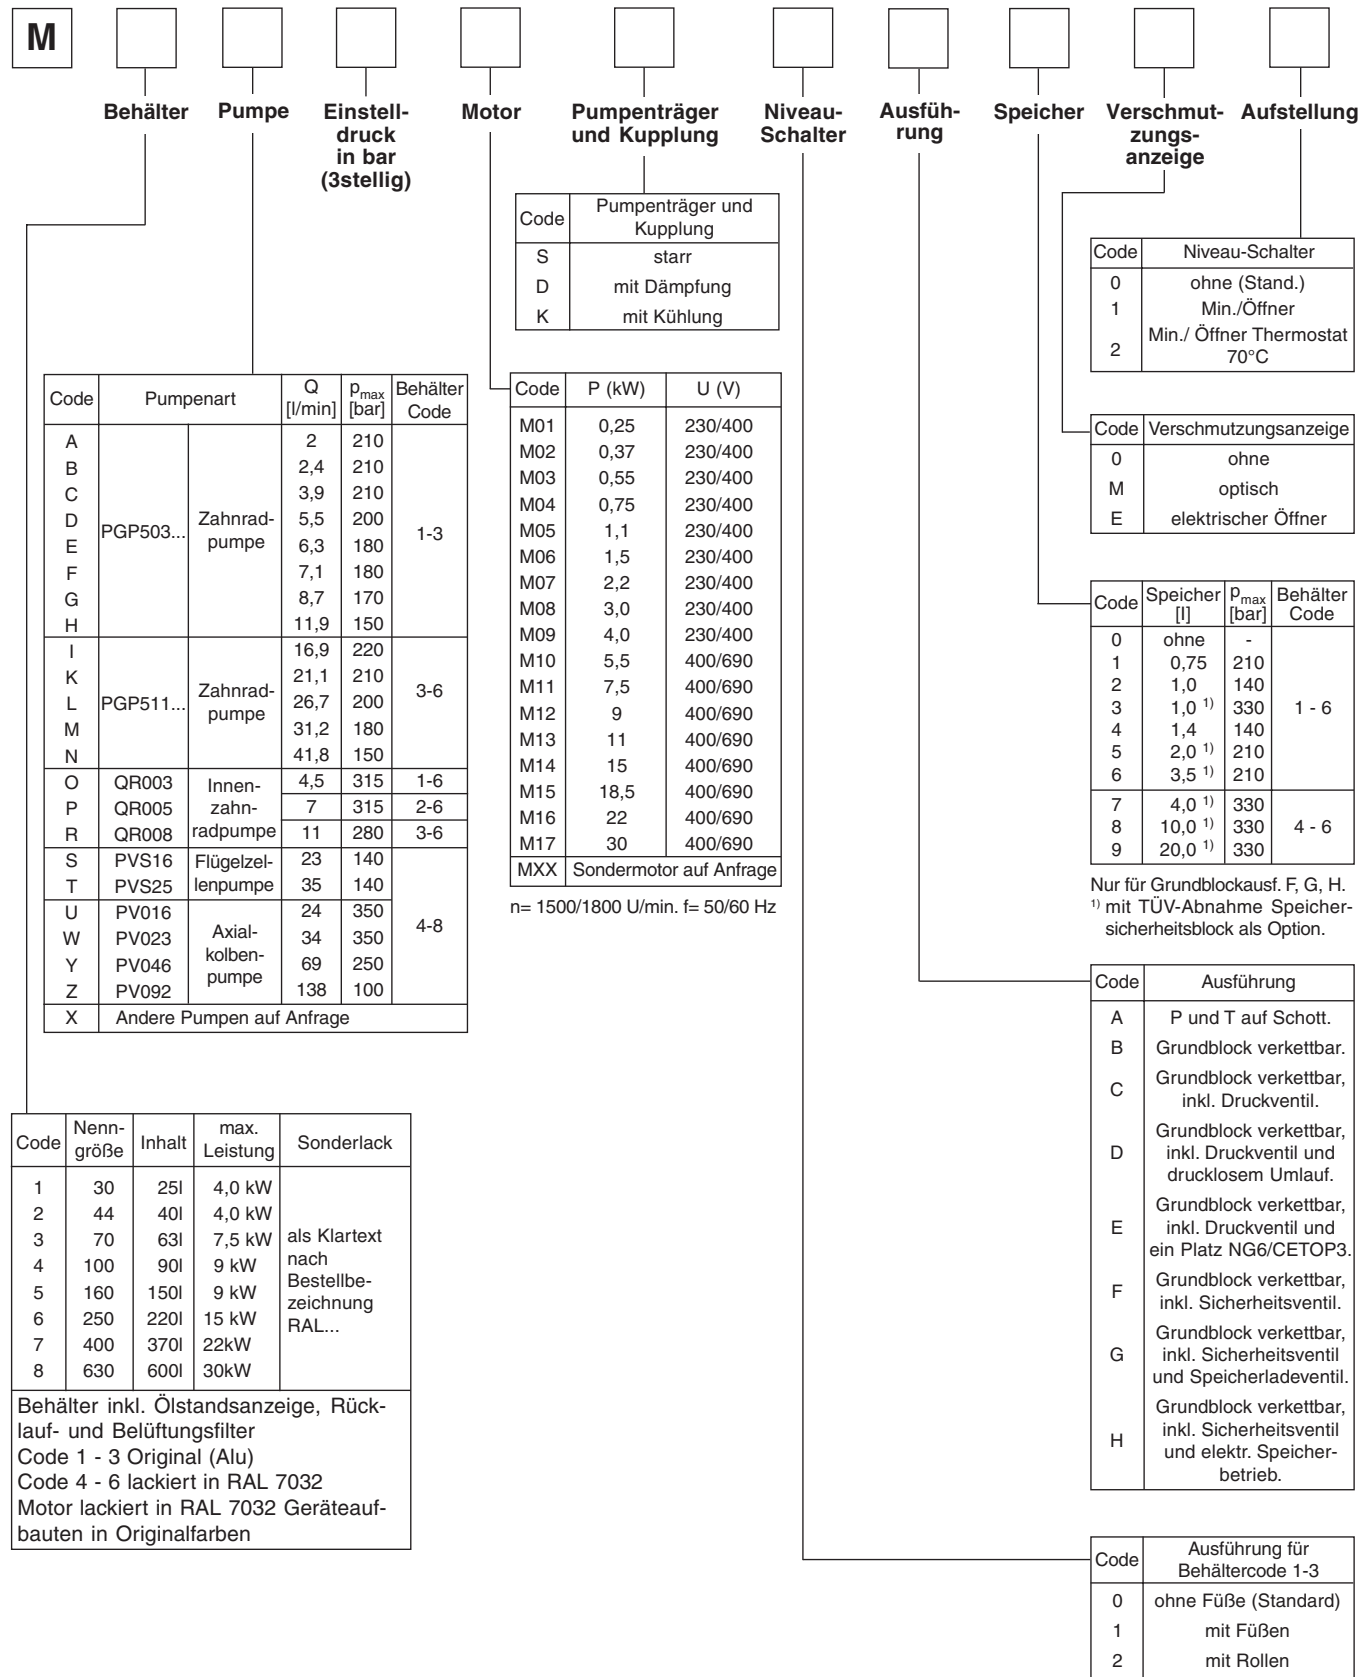 M
Behälter
Pumpe
Einstell-
druck
in bar
(3stellig)
Motor
Pumpenträger
und Kupplung
Niveau-
Schalter
Ausfüh-
rung
Speicher
Verschmut-
zungs-
anzeige
Aufstellung
Code Pumpenträger und
Kupplung
S starr
D mit Dämpfung
K mit Kühlung
Code Niveau-Schalter
0 ohne (Stand.)
1 Min./Öffner
2 Min./ Öffner Thermostat
70°C
Code Pumpenart Q
[l/min] pmax
[bar] Behälter
Code
A 2 210
B 2,4 210
C 3,9 210
D 5,5 200
E 6,3 180
F 7,1 180
G 8,7 170
H 11,9 150
PGP503... Zahnrad-
pumpe 1-3
I 16,9 220
K 21,1 210
L 26,7 200
M 31,2 180
N 41,8 150
PGP511... Zahnrad-
pumpe 3-6
O QR003 4,5 315 1-6
P QR005 7 315 2-6
R QR008 11 280 3-6
Innen-
zahn-
radpumpe
S PVS16 23 140
T PVS25 35 140
Flügelzel-
lenpumpe
U PV016 24 350
W PV023 34 350
Y PV046 69 250
Z PV092 138 100
Axial-
kolben-
pumpe
4-8
X Andere Pumpen auf Anfrage
Code P (kW) U (V)
M01 0,25 230/400
M02 0,37 230/400
M03 0,55 230/400
M04 0,75 230/400
M05 1,1 230/400
M06 1,5 230/400
M07 2,2 230/400
M08 3,0 230/400
M09 4,0 230/400
M10 5,5 400/690
M11 7,5 400/690
M12 9 400/690
M13 11 400/690
M14 15 400/690
M15 18,5 400/690
M16 22 400/690
M17 30 400/690
MXX Sondermotor auf Anfrage
n= 1500/1800 U/min. f= 50/60 Hz
Code Verschmutzungsanzeige
0 ohne
M optisch
E elektrischer Öffner
Code Speicher
[l] pmax
[bar] Behälter
Code
0 ohne -
1 0,75 210
2 1,0 140
3 1,0 1) 330
4 1,4 140
5 2,0 1) 210
6 3,5 1) 210
1 - 6
7 4,0 1) 330
8 10,0 1) 330
9 20,0 1) 330
4 - 6
Nur für Grundblockausf. F, G, H.
1) mit TÜV-Abnahme Speicher-
sicherheitsblock als Option.
Code Ausführung
A P und T auf Schott.
B Grundblock verkettbar.
C Grundblock verkettbar,
inkl. Druckventil.
D Grundblock verkettbar,
inkl. Druckventil und
drucklosem Umlauf.
E Grundblock verkettbar,
inkl. Druckventil und
ein Platz NG6/CETOP3.
F Grundblock verkettbar,
inkl. Sicherheitsventil.
G Grundblock verkettbar,
inkl. Sicherheitsventil
und Speicherladeventil.
H Grundblock verkettbar,
inkl. Sicherheitsventil
und elektr. Speicher-
betrieb.
Code Nenn-
größe Inhalt max.
Leistung Sonderlack
1 30 25l 4,0 kW
2 44 40l 4,0 kW
3 70 63l 7,5 kW
4 100 90l 9 kW
5 160 150l 9 kW
6 250 220l 15 kW
7 400 370l 22kW
8 630 600l 30kW
als Klartext
nach
Bestellbe-
zeichnung
RAL...
Behälter inkl. Ölstandsanzeige, Rück-
lauf- und Belüftungsfilter
Code 1 - 3 Original (Alu)
Code 4 - 6 lackiert in RAL 7032
Motor lackiert in RAL 7032 Geräteauf-
bauten in Originalfarben
Code Ausführung für
Behältercode 1-3
0 ohne Füße (Standard)
1 mit Füßen
2 mit Rollen